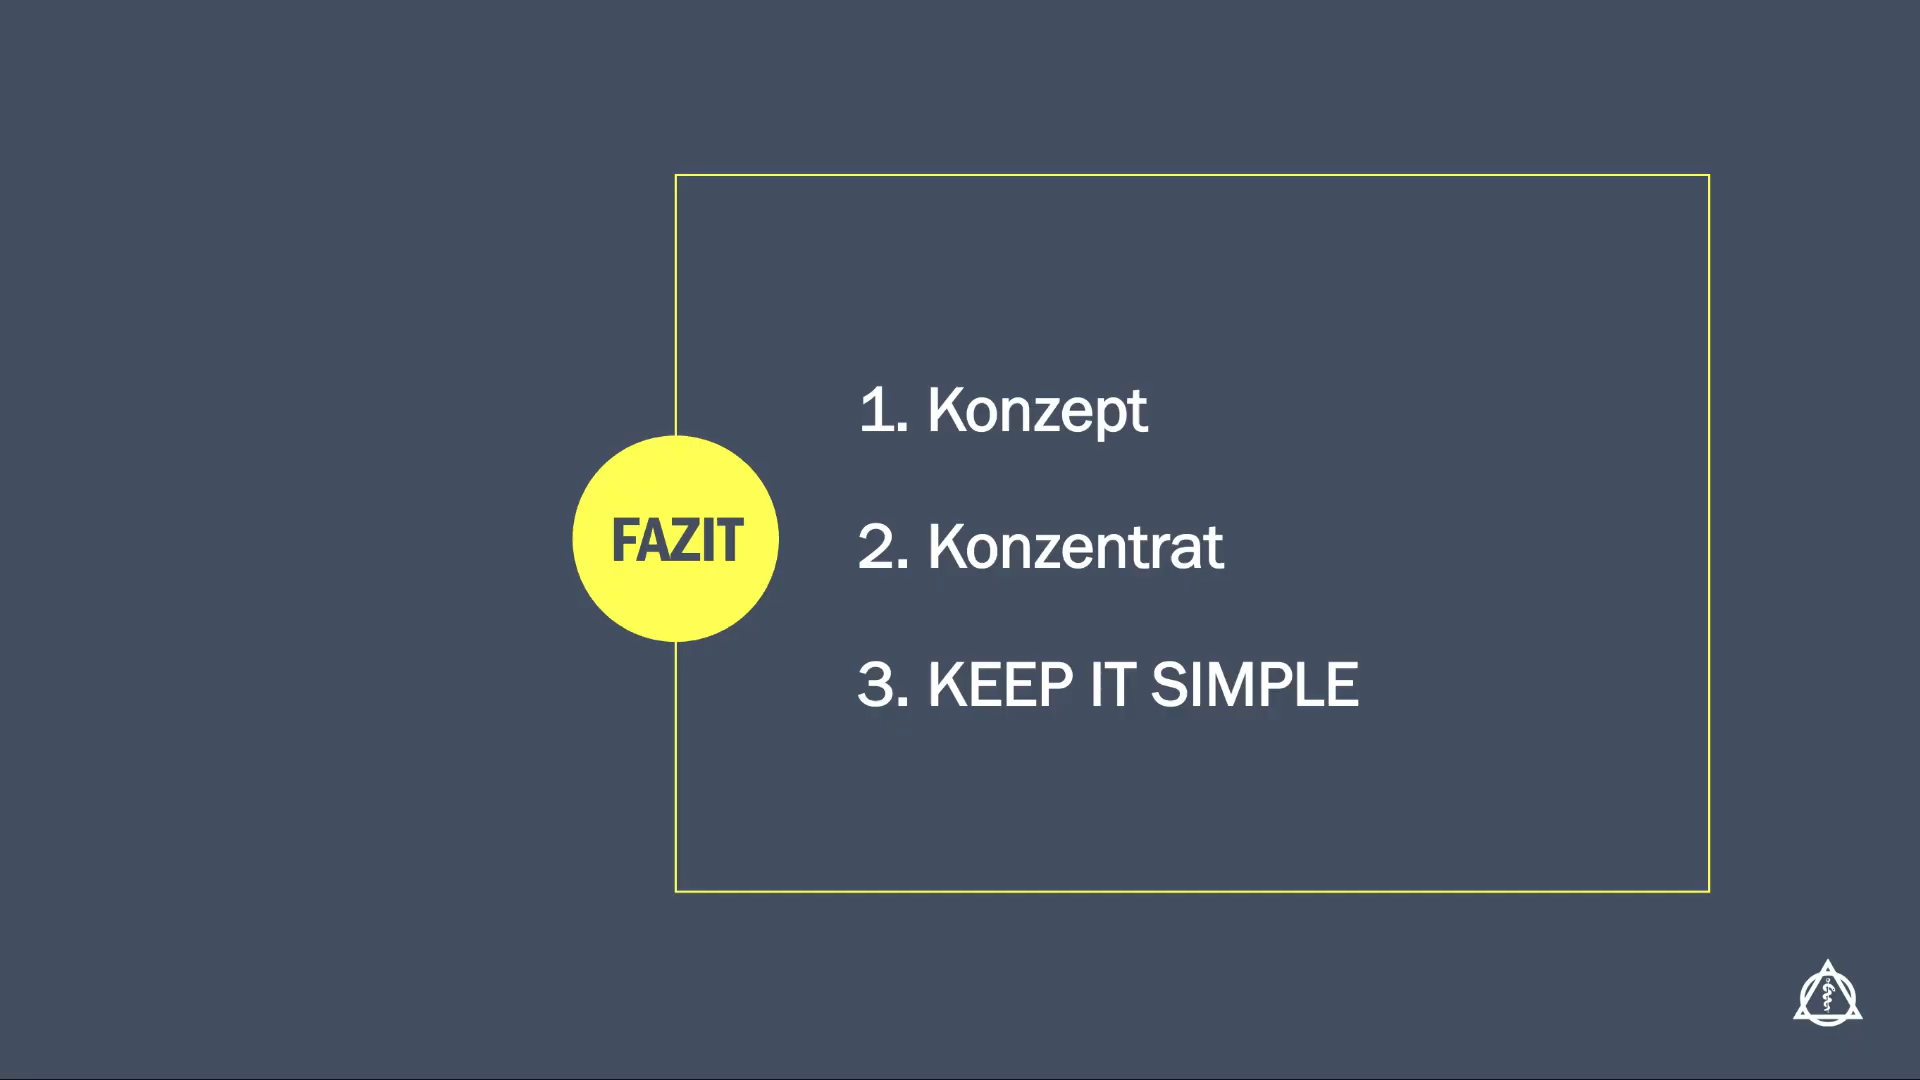 FAZIT
1. Konzept
2. Konzentrat
3. KEEP IT SIMPLE